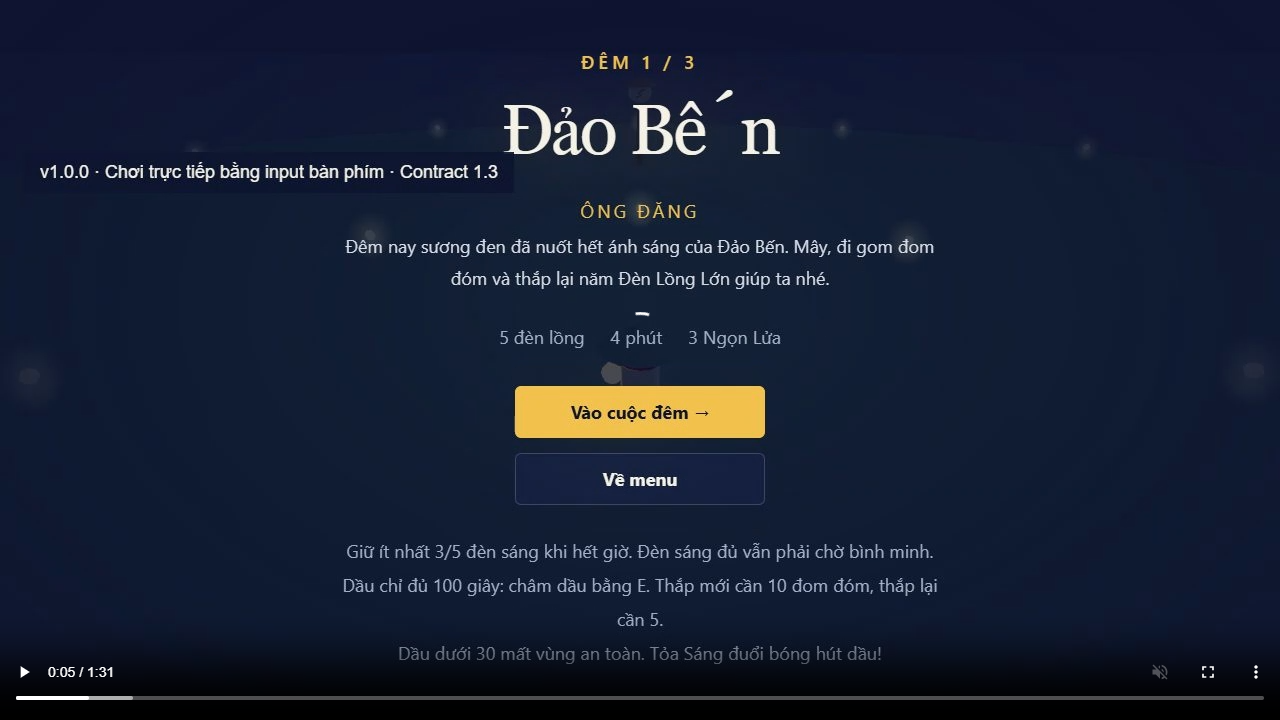 ĐÊM 1 / 3
Đảo Bến
v1.0.0 · Chơi trực tiếp bằng input bàn phím · Contract 1.3
ÔNG ĐĂNG
Đêm nay sương đen đã nuốt hết ánh sáng của Đảo Bến. Mây, đi gom đom
đóm và thắp lại năm Đèn Lồng Lớn giúp ta nhé.
5 đèn lồng 4 phút 3 Ngọn Lửa
Vào cuộc đêm →
Về menu
Giữ ít nhất 3/5 đèn sáng khi hết giờ. Đèn sáng đủ vẫn phải chờ bình minh.
Dầu chỉ đủ 100 giây: châm dầu bằng E. Thắp mới cần 10 đom đóm, thắp lại
cần 5.
Dầu dưới 30 mất vùng an toàn. Tỏa Sáng đuổi bóng hút dầu!
0:05 / 1:31